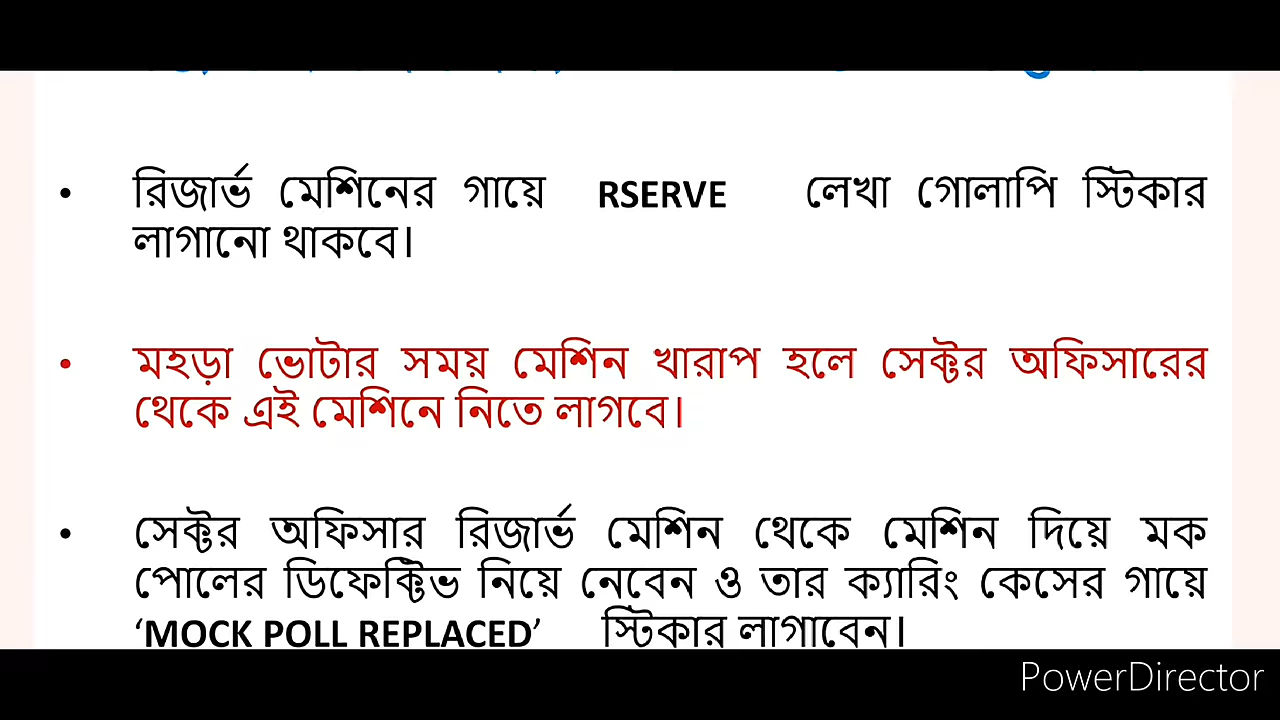 • রিজার্ভ মেশিনের গায়ে RSERVE লেখা গোলাপি স্টিকার
লাগানো থাকবে।
• মহড়া ভোটার সময় মেশিন খারাপ হলে সেক্টর অফিসারের
থেকে এই মেশিনে নিতে লাগবে।
• সেক্টর অফিসার রিজার্ভ মেশিন থেকে মেশিন দিয়ে মক
পোলের ডিফেক্টিভ নিয়ে নেবেন ও তার ক্যারিং কেসের গায়ে
‘MOCK POLL REPLACED’ স্টিকার লাগাবেন।
PowerDirector